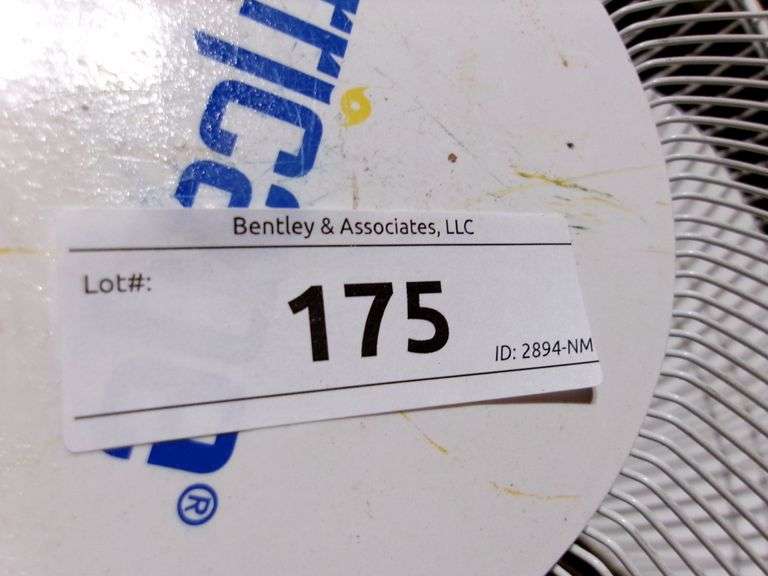 Bentley & Associates, LLC
Lot#:
175
ID: 2894-NM
®